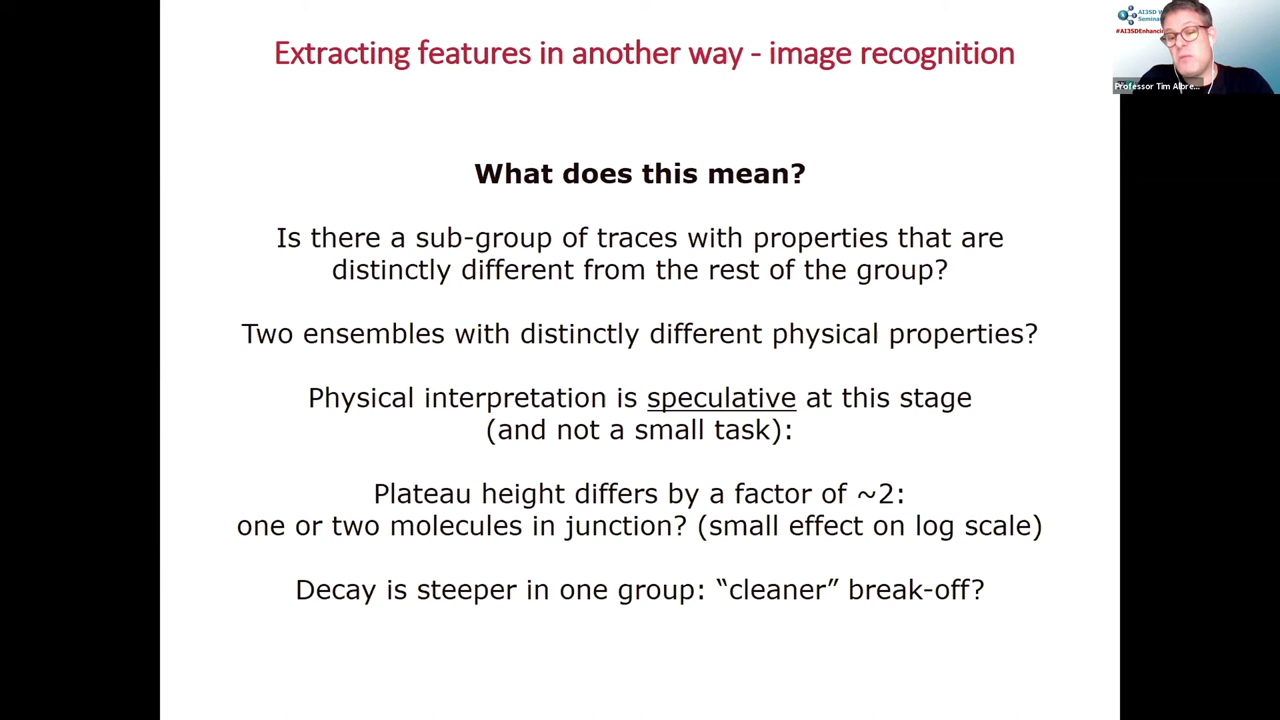 Extracting features in another way - image recognition
AI3SD
Semina
#AI3SDEnhanci
Professor Tim Albre...
What does this mean?
Is there a sub-group of traces with properties that are
distinctly different from the rest of the group?
Two ensembles with distinctly different physical properties?
Physical interpretation is speculative at this stage
(and not a small task):
Plateau height differs by a factor of ~2:
one or two molecules in junction? (small effect on log scale)
Decay is steeper in one group: “cleaner” break-off?